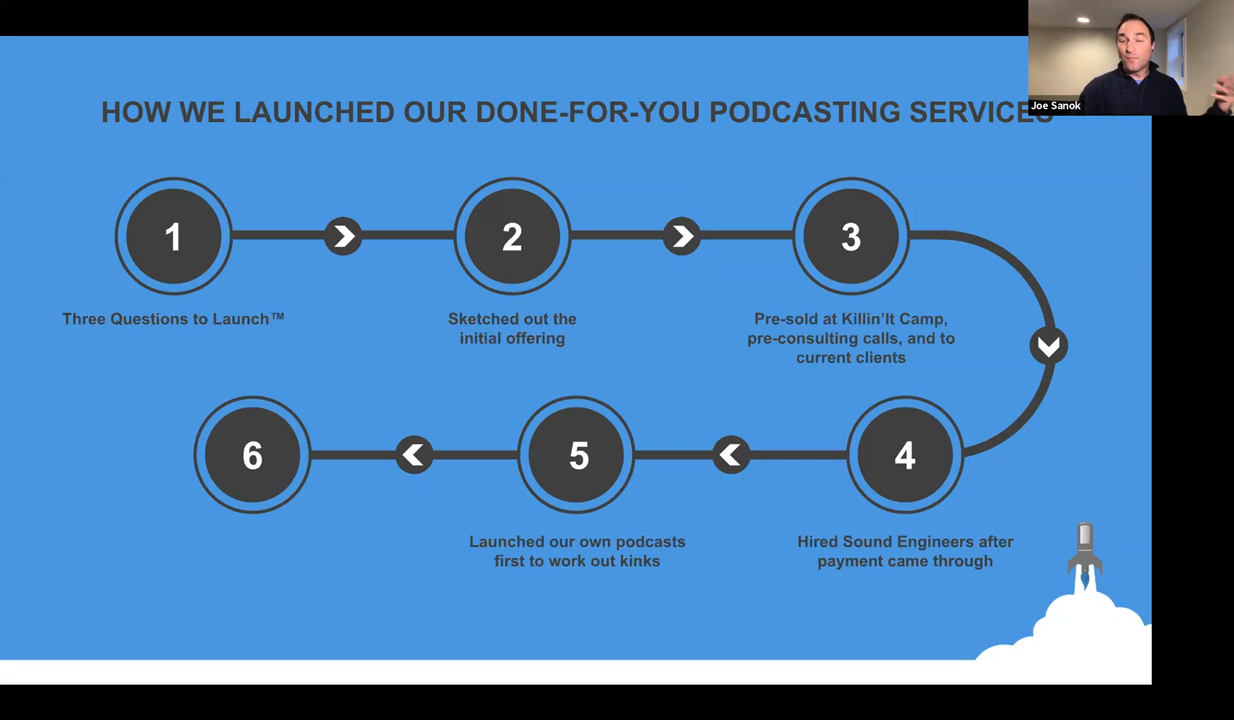 Joe Sanok
HOW WE LAUNCHED OUR DONE-FOR-YOU PODCASTING SERVICES
1
2
3
Three Questions to Launch™
Sketched out the
initial offering
Pre-sold at Killin'It Camp,
pre-consulting calls, and to
current clients
6
5
4
Launched our own podcasts
first to work out kinks
Hired Sound Engineers after
payment came through